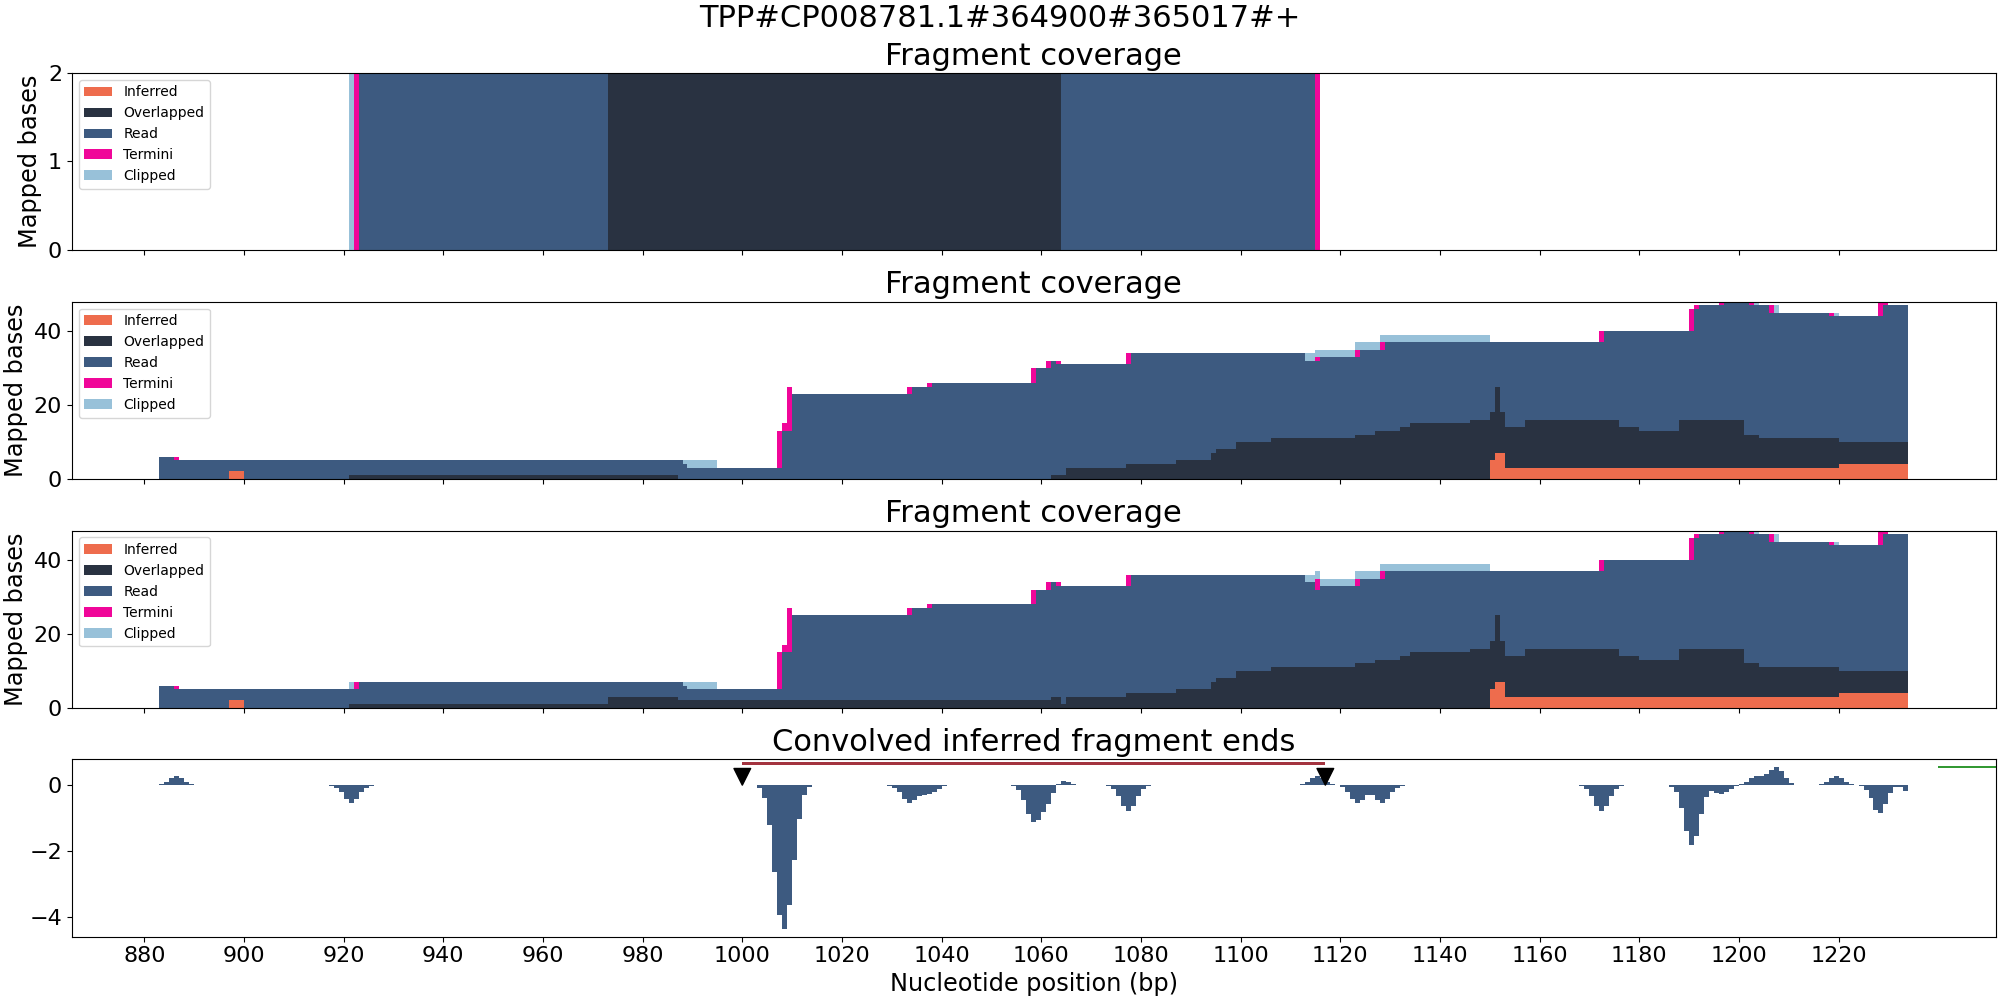 TPP#CP008781.1#364900#365017#+
Fragment coverage
Mapped bases
2
1
0
Inferred
Overlapped
Read
Termini
Clipped
Fragment coverage
Mapped bases
40
20
0
Inferred
Overlapped
Read
Termini
Clipped
Fragment coverage
Mapped bases
40
20
0
Inferred
Overlapped
Read
Termini
Clipped
Convolved inferred fragment ends
0
−2
−4
880 900 920 940 960 980 1000 1020 1040 1060 1080 1100 1120 1140 1160 1180 1200 1220
Nucleotide position (bp)